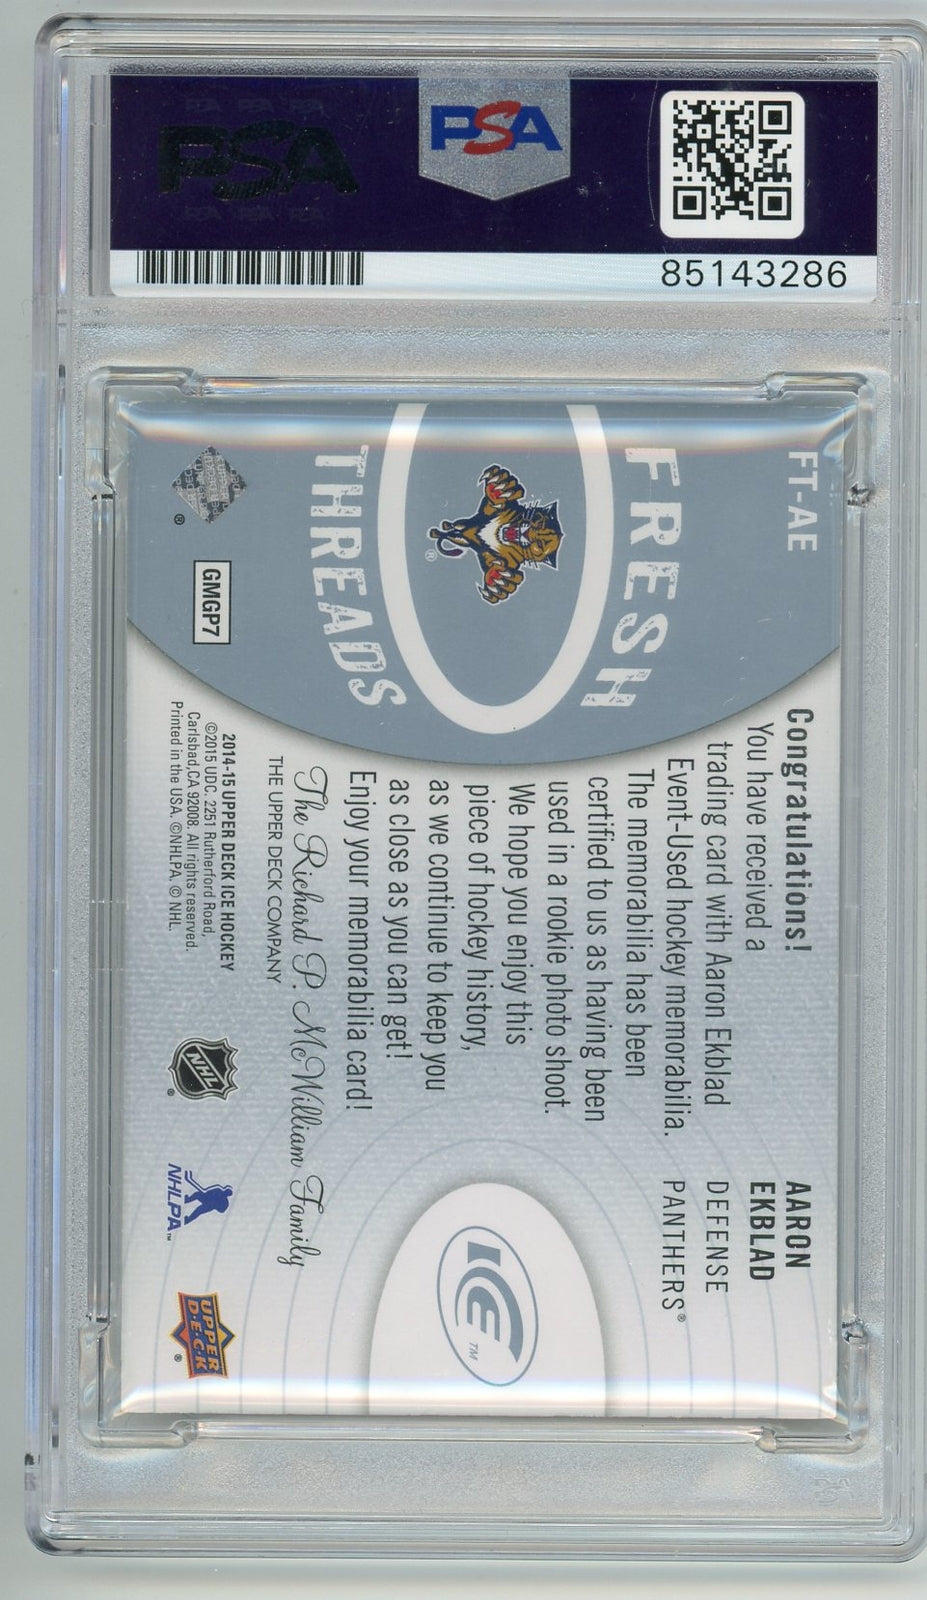 PSA
PSA
85143286
FT-AE
FRESH
THREADS
GMGP7
Congratulations!
You have received a
trading card with Aaron Ekblad
Event-Used hockey memorabilia.
The memorabilia has been
certified to us as having been
used in a rookie photo shoot.
We hope you enjoy this
piece of hockey history,
as we continue to keep you
as close as you can get!
Enjoy your memorabilia card!
The Richard P. McWilliam Family
THE UPPER DECK COMPANY
2014-15 UPPER DECK ICE HOCKEY
©2015 UDC. 2251 Rutherford Road,
Carlsbad,CA 92008. All rights reserved.
Printed in the USA. ©NHLPA. © NHL.
AARON
EKBLAD
DEFENSE
PANTHERS®
ICE™
NHL®
NHLPA™
UPPER
D.E.C.K®